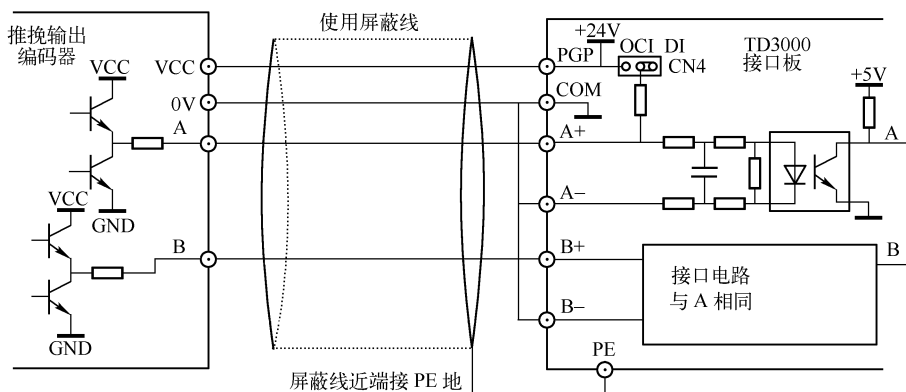 使用屏蔽线
推挽输出
编码器
VCC
VCC
0V
A
GND
VCC
B
GND
屏蔽线近端接 PE 地
+24V
PGP
OCI DI
CN4
TD3000
接口板
COM
+5V
A+
A
A−
B+
B
接口电路
与 A 相同
B−
PE